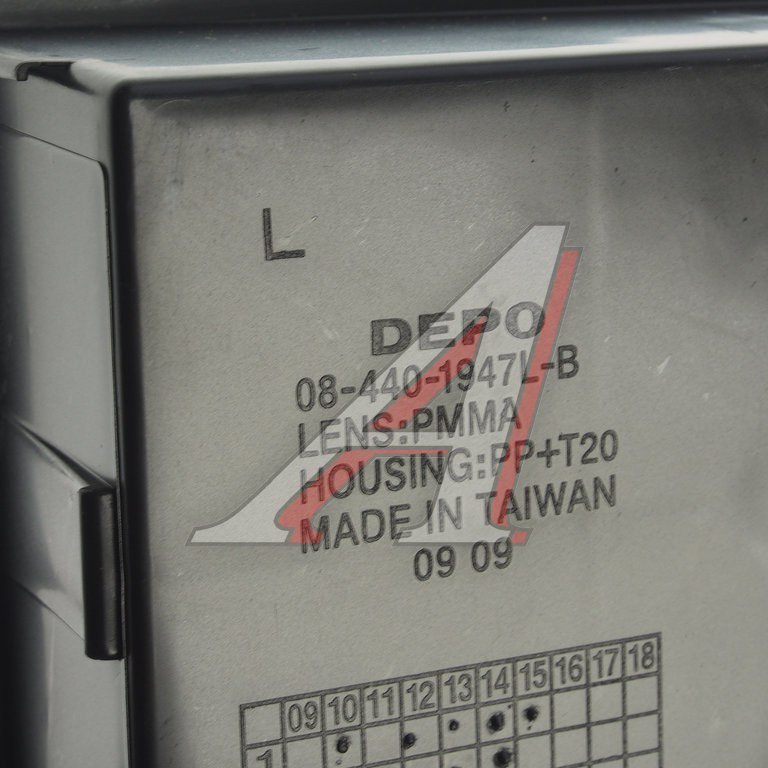 L
DEPO
08-440-1947L-B
LENS:PMMA
HOUSING:PP+T20
MADE IN TAIWAN
09 09
09 10 11 12 13 14 15 16 17 18
1